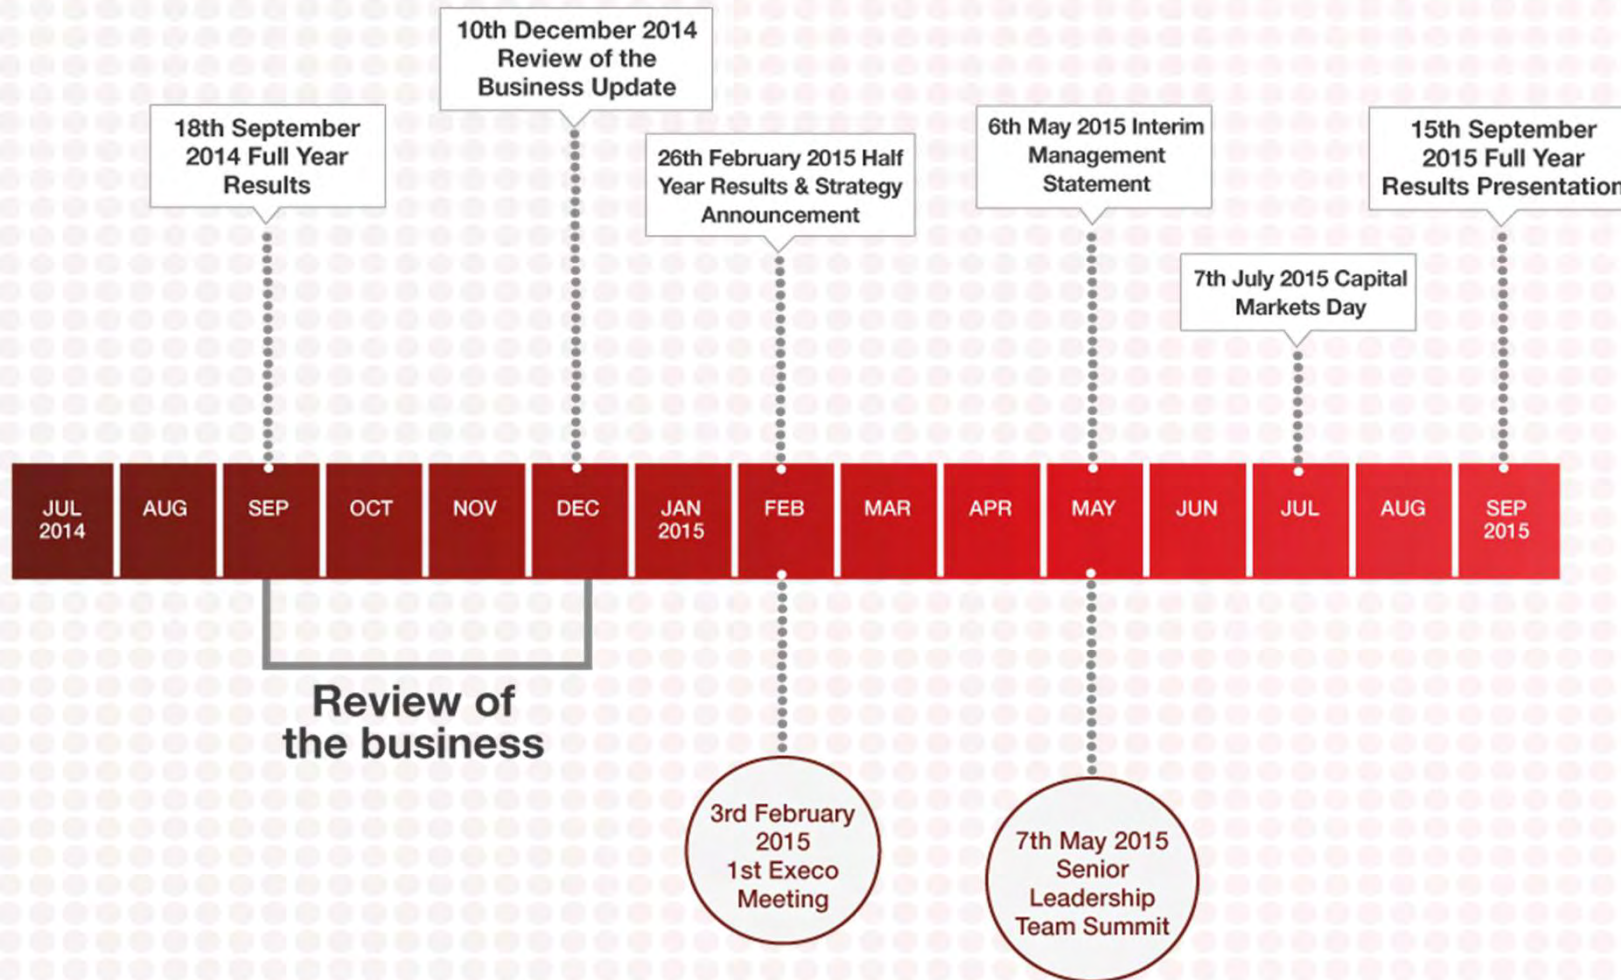 10th December 2014
Review of the
Business Update
18th September
2014 Full Year
Results
26th February 2015 Half
Year Results & Strategy
Announcement
6th May 2015 Interim
Management
Statement
15th September
2015 Full Year
Results Presentation
7th July 2015 Capital
Markets Day
JUL
2014
AUG
SEP
OCT
NOV
DEC
JAN
2015
FEB
MAR
APR
MAY
JUN
JUL
AUG
SEP
2015
Review of
the business
3rd February
2015
1st Execo
Meeting
7th May 2015
Senior
Leadership
Team Summit